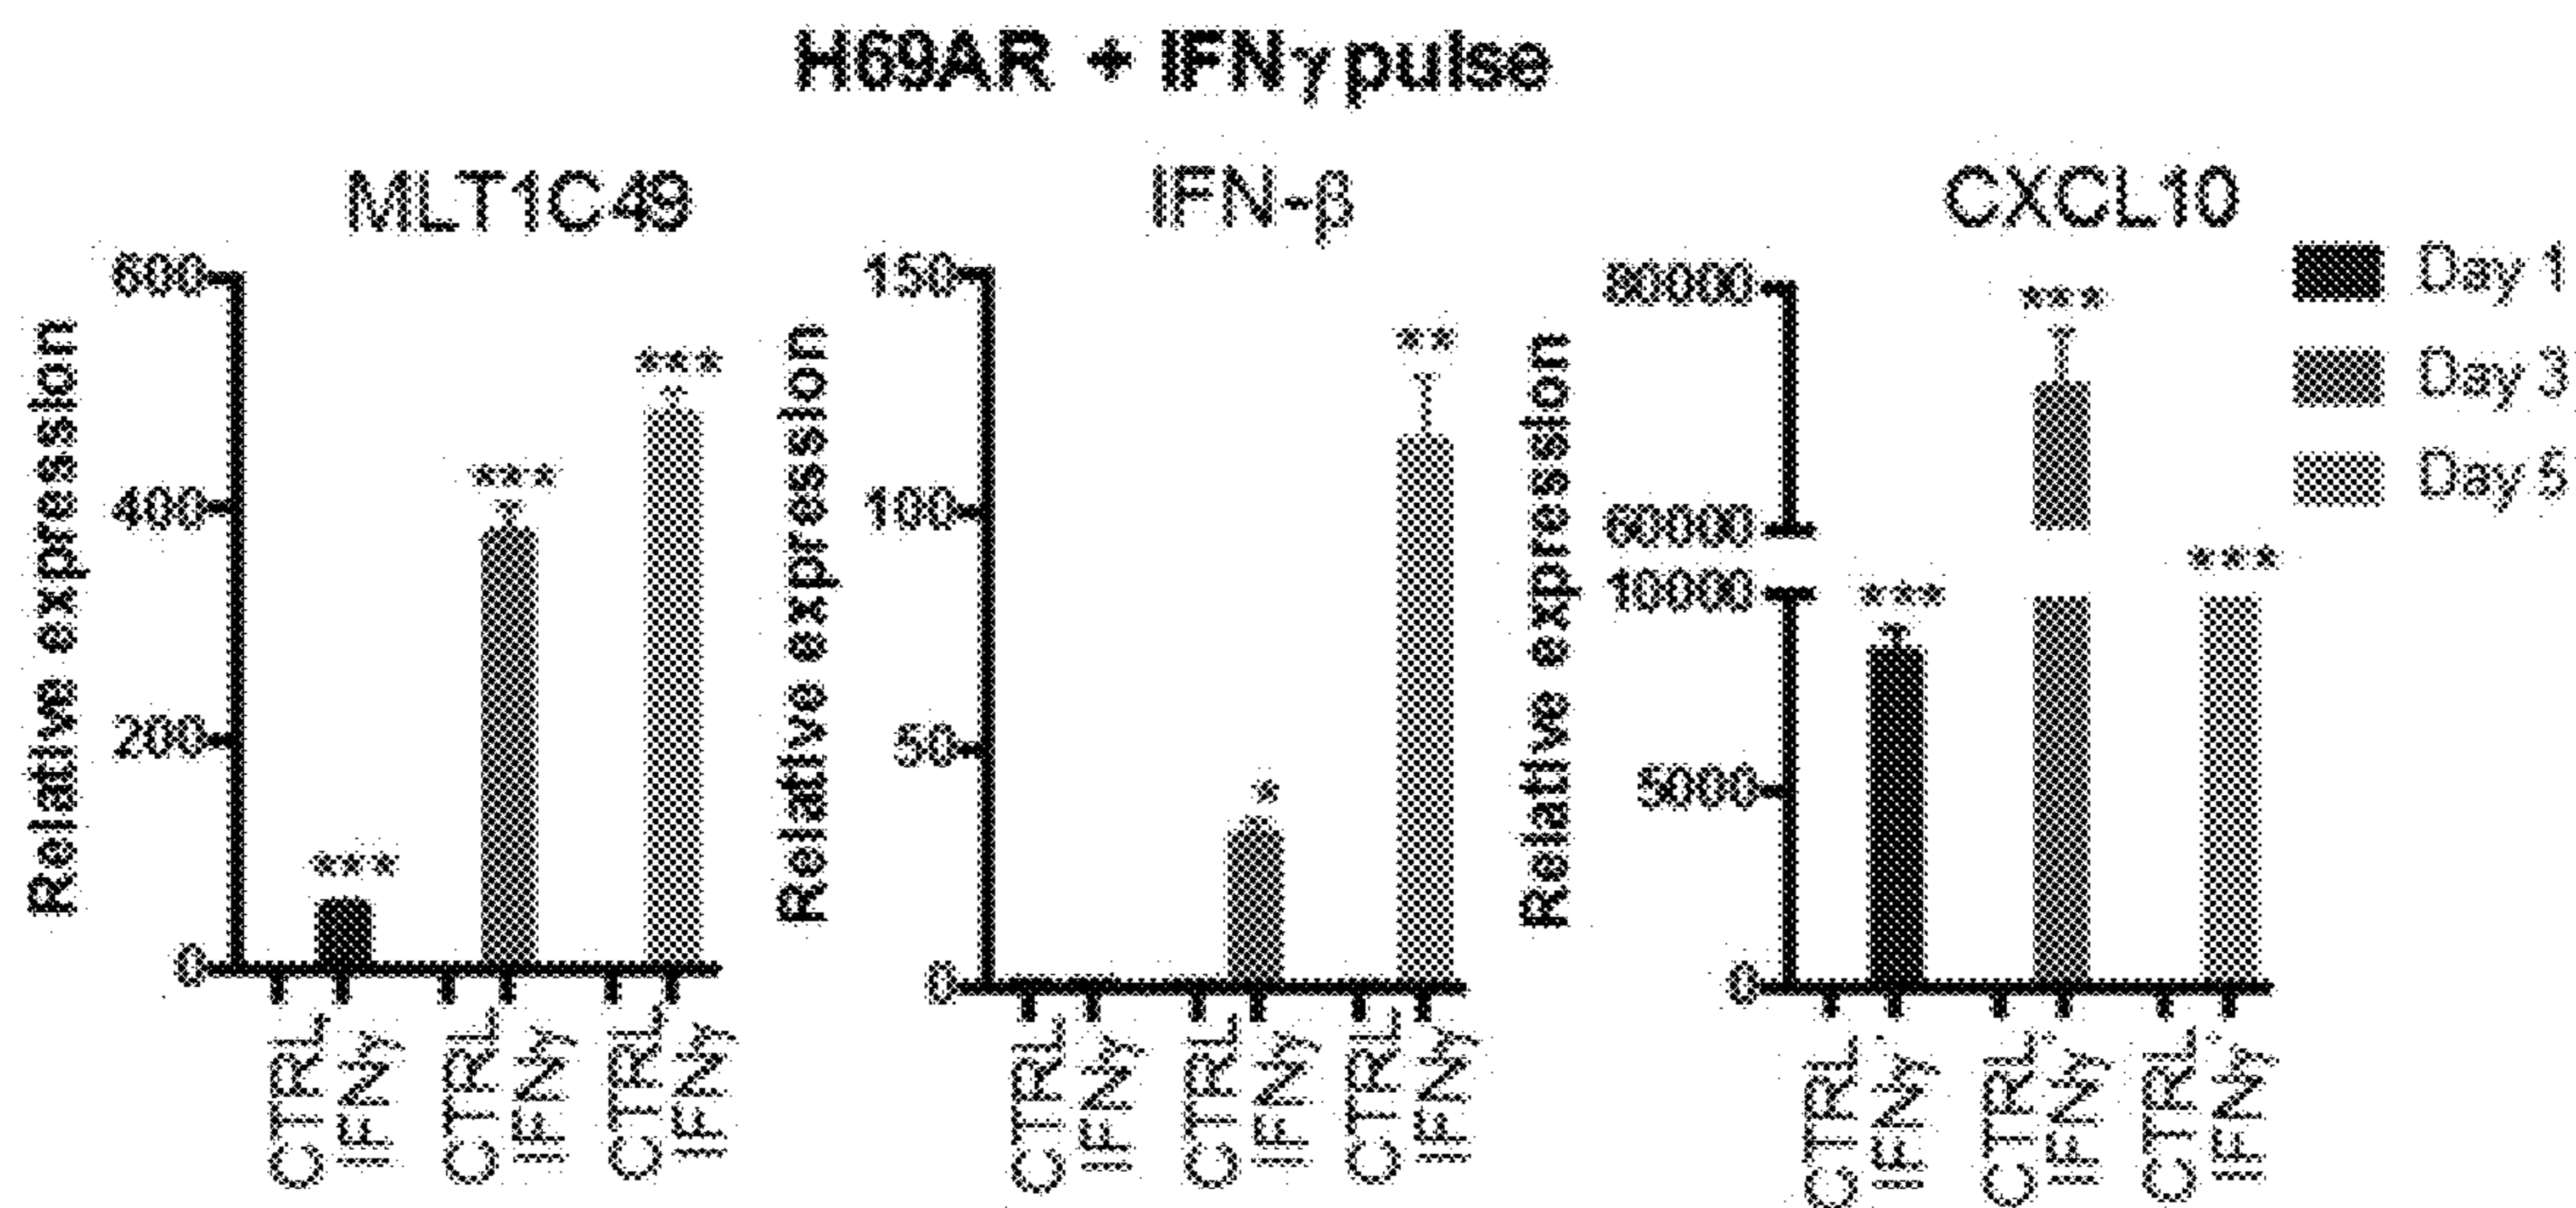 H69AR + IFNγ pulse
MLT1C49
IFN-β
CXCL10
Relative expression
600
400
200
0
***
***
***
CTRL
IFNγ
CTRL
IFNγ
CTRL
IFNγ
Relative expression
150
100
50
0
*
**
CTRL
IFNγ
CTRL
IFNγ
CTRL
IFNγ
Relative expression
80000
60000
10000
5000
0
***
***
***
CTRL
IFNγ
CTRL
IFNγ
CTRL
IFNγ
Day 1
Day 3
Day 5